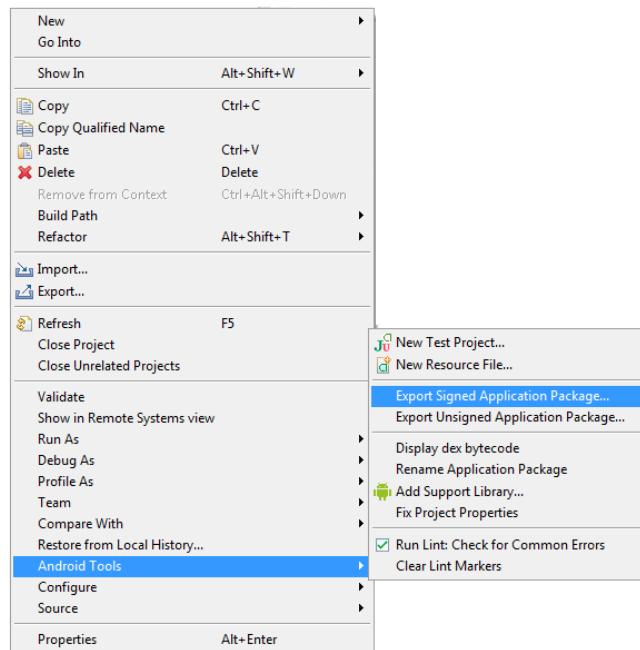 New
Go Into
Show In Alt+Shift+W
Copy Ctrl+C
Copy Qualified Name
Paste Ctrl+V
Delete Delete
Remove from Context Ctrl+Alt+Shift+Down
Build Path
Refactor Alt+Shift+T
Import...
Export...
Refresh F5
Close Project
Close Unrelated Projects
Validate
Show in Remote Systems view
Run As
Debug As
Profile As
Team
Compare With
Restore from Local History...
Android Tools
Configure
Source
Properties Alt+Enter
New Test Project...
New Resource File...
Export Signed Application Package...
Export Unsigned Application Package...
Display dex bytecode
Rename Application Package
Add Support Library...
Fix Project Properties
Run Lint: Check for Common Errors
Clear Lint Markers